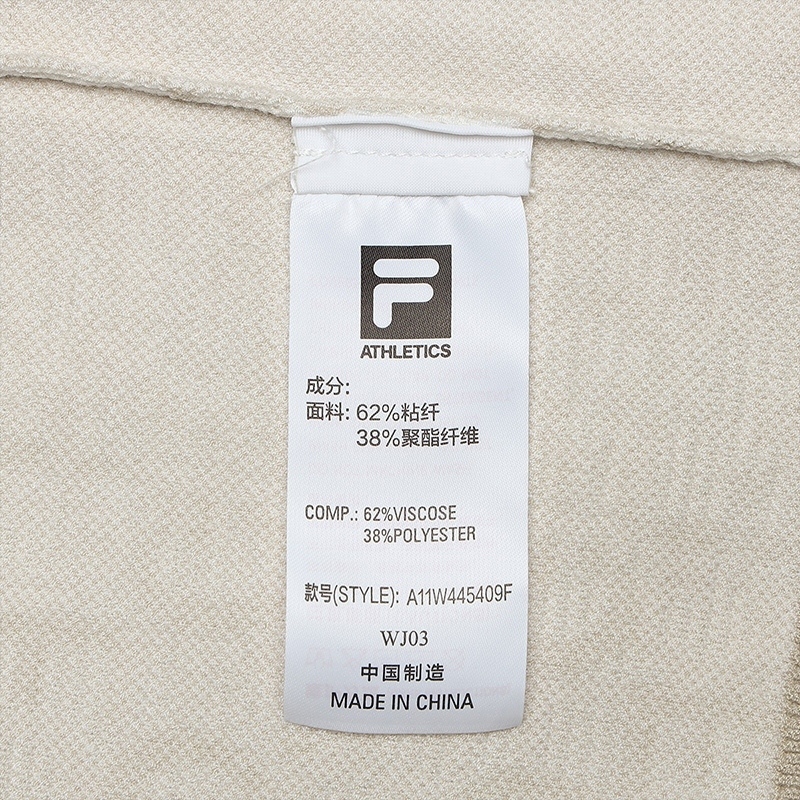 F
ATHLETICS
成分:
面料: 62%粘纤
38%聚酯纤维
COMP.: 62%VISCOSE
38%POLYESTER
款号(STYLE): A11W445409F
WJ03
中国制造
MADE IN CHINA